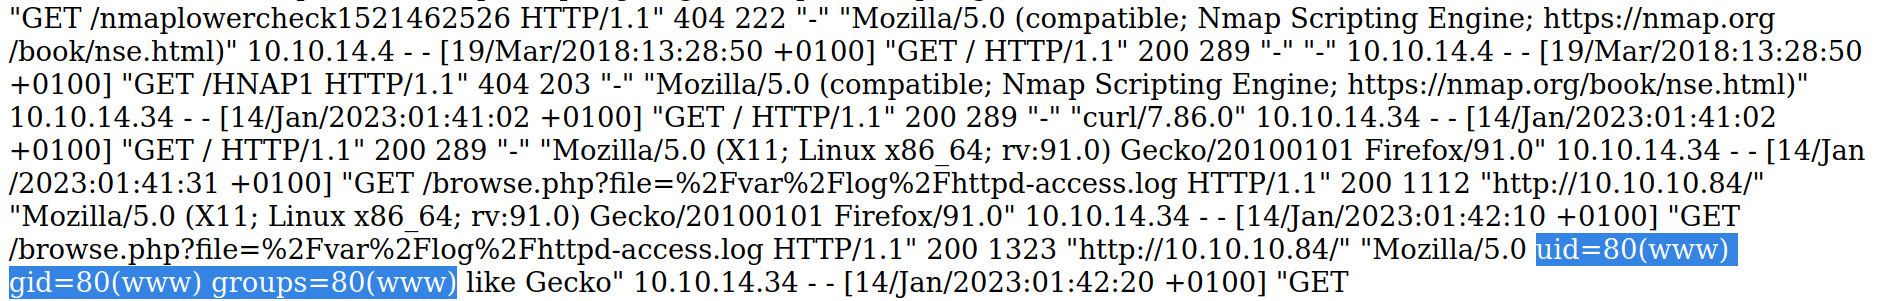 "GET /nmaplowercheck1521462526 HTTP/1.1" 404 222 "-" "Mozilla/5.0 (compatible; Nmap Scripting Engine; https://nmap.org
/book/nse.html)" 10.10.14.4 - - [19/Mar/2018:13:28:50 +0100] "GET / HTTP/1.1" 200 289 "-" "-" 10.10.14.4 - - [19/Mar/2018:13:28:50
+0100] "GET /HNAP1 HTTP/1.1" 404 203 "-" "Mozilla/5.0 (compatible; Nmap Scripting Engine; https://nmap.org/book/nse.html)"
10.10.14.34 - - [14/Jan/2023:01:41:02 +0100] "GET / HTTP/1.1" 200 289 "-" "curl/7.86.0" 10.10.14.34 - - [14/Jan/2023:01:41:02
+0100] "GET / HTTP/1.1" 200 289 "-" "Mozilla/5.0 (X11; Linux x86_64; rv:91.0) Gecko/20100101 Firefox/91.0" 10.10.14.34 - - [14/Jan
/2023:01:41:31 +0100] "GET /browse.php?file=%2Fvar%2Flog%2Fhttpd-access.log HTTP/1.1" 200 1112 "http://10.10.10.84/"
"Mozilla/5.0 (X11; Linux x86_64; rv:91.0) Gecko/20100101 Firefox/91.0" 10.10.14.34 - - [14/Jan/2023:01:42:10 +0100] "GET
/browse.php?file=%2Fvar%2Flog%2Fhttpd-access.log HTTP/1.1" 200 1323 "http://10.10.10.84/" "Mozilla/5.0 uid=80(www)
gid=80(www) groups=80(www) like Gecko" 10.10.14.34 - - [14/Jan/2023:01:42:20 +0100] "GET